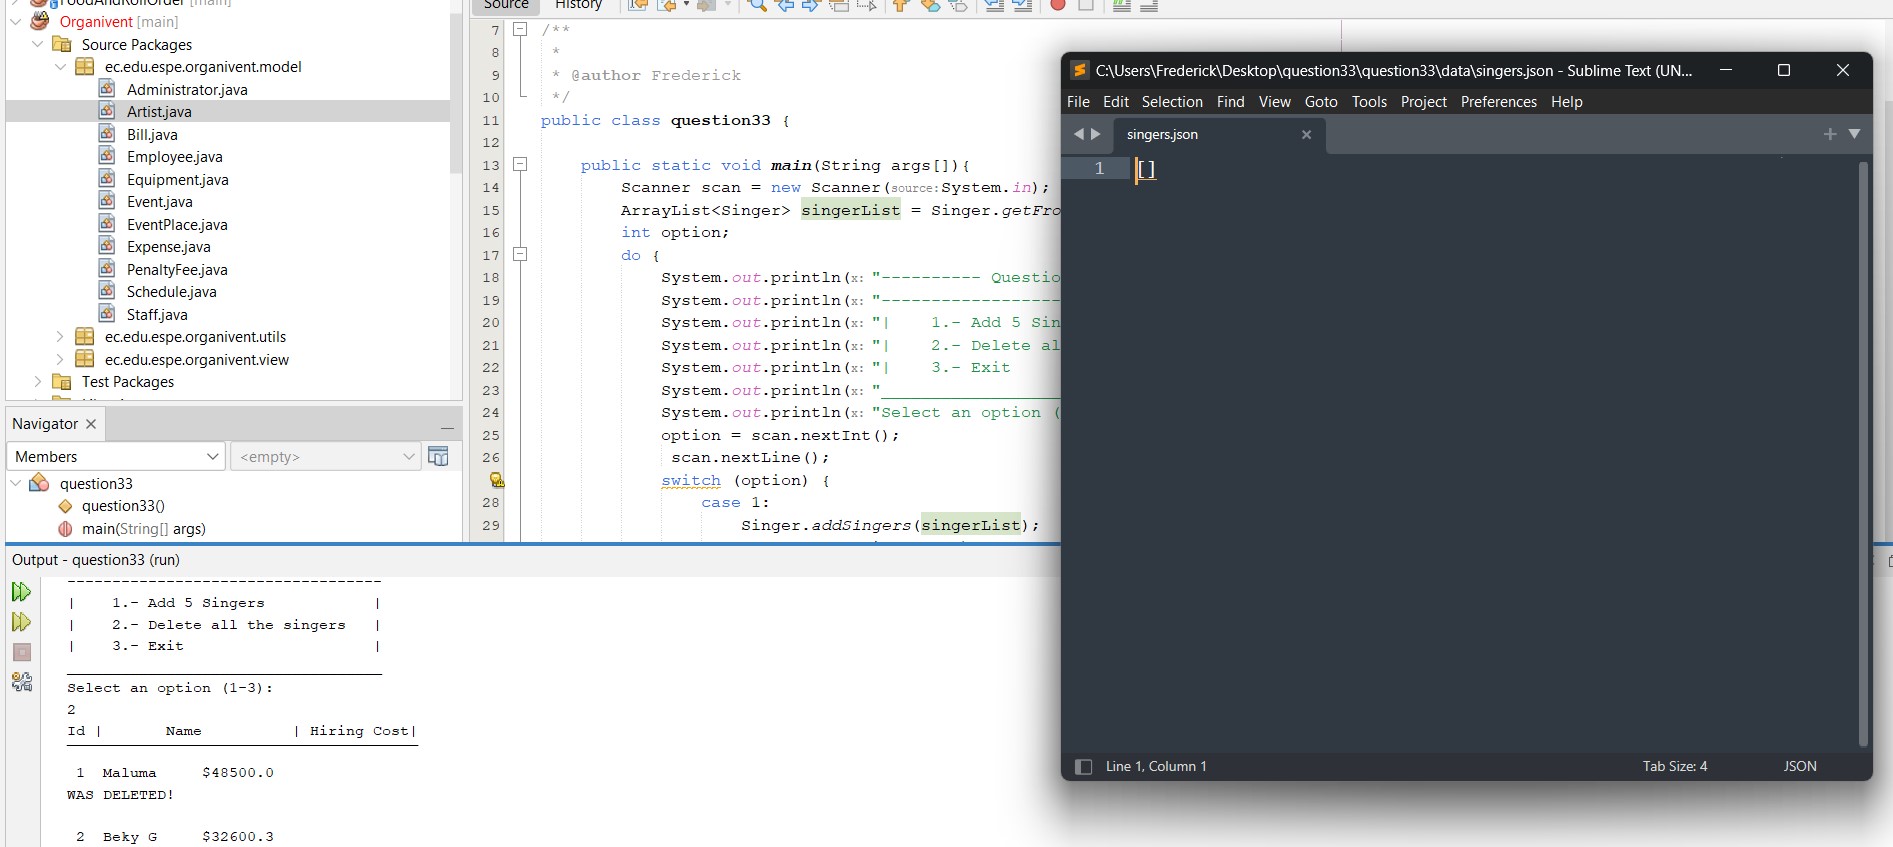 FoodAndRollOrder [main]
Organivent [main]
Source Packages
ec.edu.espe.organivent.model
Administrator.java
Artist.java
Bill.java
Employee.java
Equipment.java
Event.java
EventPlace.java
Expense.java
PenaltyFee.java
Schedule.java
Staff.java
ec.edu.espe.organivent.utils
ec.edu.espe.organivent.view
Test Packages
Navigator
Members
<empty>
question33
question33()
main(String[] args)
Source History
7 /**
8 *
9 * @author Frederick
10 */
11 public class question33 {
12
13 public static void main(String args[]){
14 Scanner scan = new Scanner(source:System.in);
15 ArrayList<Singer> singerList = Singer.getFro
16 int option;
17 do {
18 System.out.println(x: "---------- Questio
19 System.out.println(x: "------------------
20 System.out.println(x: "|    1.- Add 5 Sin
21 System.out.println(x: "|    2.- Delete al
22 System.out.println(x: "|    3.- Exit
23 System.out.println(x: "__________________
24 System.out.println(x: "Select an option (
25 option = scan.nextInt();
26 scan.nextLine();
switch (option) {
28 case 1:
29 Singer.addSingers(singerList);
C:\Users\Frederick\Desktop\question33\question33\data\singers.json - Sublime Text (UN...
File Edit Selection Find View Goto Tools Project Preferences Help
singers.json
1 []
Line 1, Column 1
Tab Size: 4
JSON
Output - question33 (run)
-----------------------------------
|    1.- Add 5 Singers            |
|    2.- Delete all the singers   |
|    3.- Exit                     |
___________________________________
Select an option (1-3):
2
Id |       Name          | Hiring Cost|
_______________________________________
1  Maluma     $48500.0
WAS DELETED!
2  Beky G     $32600.3